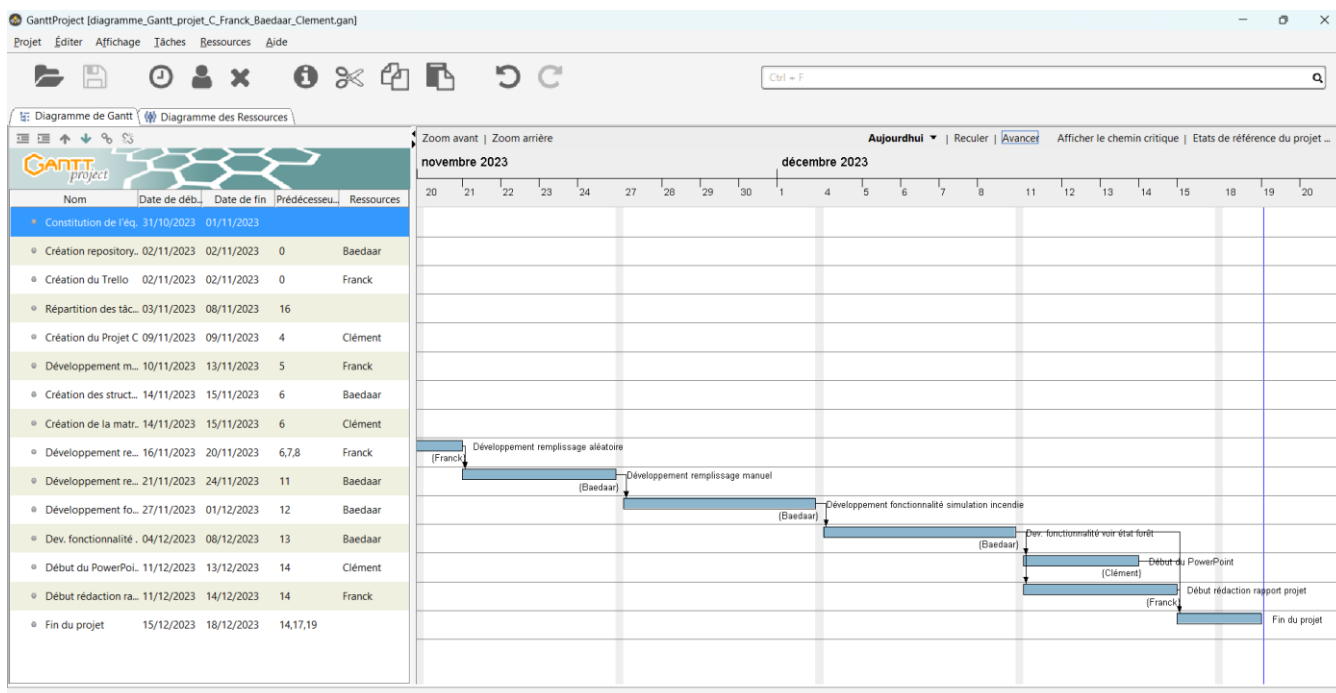 GanttProject [diagramme_Gantt_projet_C_Franck_Baedaar_Clement.gan]
Projet Éditer Affichage Tâches Ressources Aide
Ctrl + F
Diagramme de Gantt Diagramme des Ressources
Zoom avant | Zoom arrière Aujourdhui | Reculer | Avancer Afficher le chemin critique | Etats de référence du projet ...
GANTT project
novembre 2023 décembre 2023
20 21 22 23 24 27 28 29 30 1 4 5 6 7 8 11 12 13 14 15 18 19 20
Nom Date de déb... Date de fin Prédécesseu... Ressources
Constitution de l'éq. 31/10/2023 01/11/2023
Création repository.. 02/11/2023 02/11/2023 0 Baedaar
Création du Trello 02/11/2023 02/11/2023 0 Franck
Répartition des tâc... 03/11/2023 08/11/2023 16
Création du Projet C 09/11/2023 09/11/2023 4 Clément
Développement m... 10/11/2023 13/11/2023 5 Franck
Création des struct... 14/11/2023 15/11/2023 6 Baedaar
Création de la matr.. 14/11/2023 15/11/2023 6 Clément
Développement re... 16/11/2023 20/11/2023 6,7,8 Franck
Développement remplissage aléatoire
{Franck}
Développement re... 21/11/2023 24/11/2023 11 Baedaar
Développement remplissage manuel
{Baedaar}
Développement fo... 27/11/2023 01/12/2023 12 Baedaar
Développement fonctionnalité simulation incendie
{Baedaar}
Dev. fonctionnalité . 04/12/2023 08/12/2023 13 Baedaar
Dev. fonctionnalité voir état forêt
{Baedaar}
Début du PowerPoi.. 11/12/2023 13/12/2023 14 Clément
Début du PowerPoint
{Clément}
Début rédaction ra... 11/12/2023 14/12/2023 14 Franck
Début rédaction rapport projet
{Franck}
Fin du projet 15/12/2023 18/12/2023 14,17,19
Fin du projet